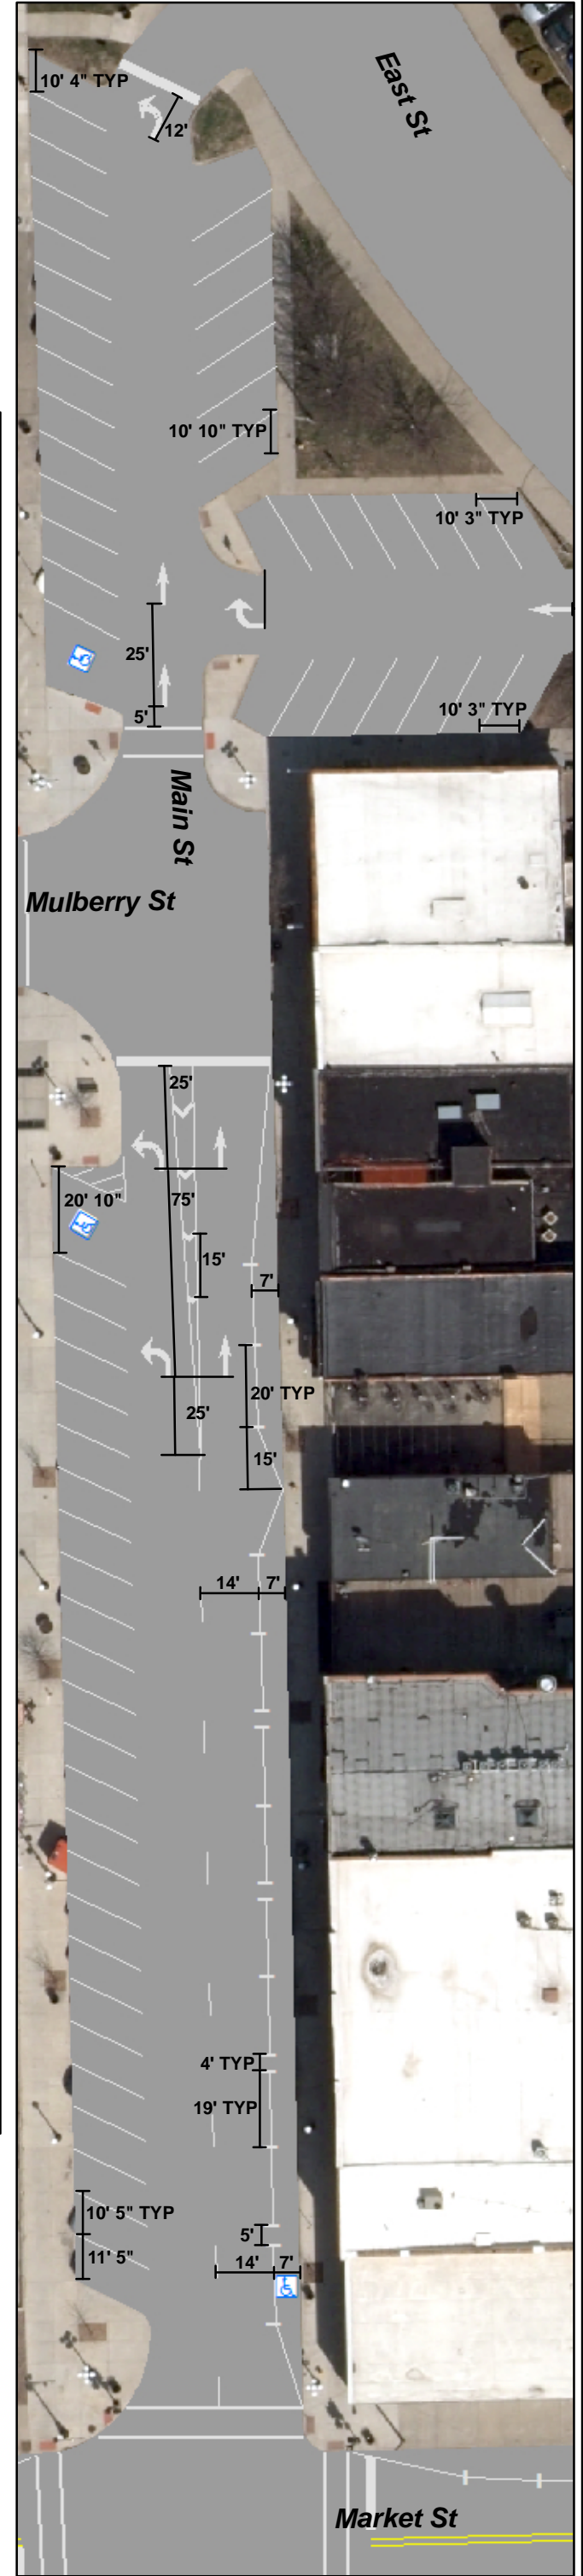 East St
10' 4" TYP
12'
10' 10" TYP
10' 3" TYP
25'
5'
10' 3" TYP
Main St
Mulberry St
25'
20' 10"
75'
15'
7'
20' TYP
25'
15'
14'
7'
4' TYP
19' TYP
10' 5" TYP
5'
11' 5"
14'
7'
Market St